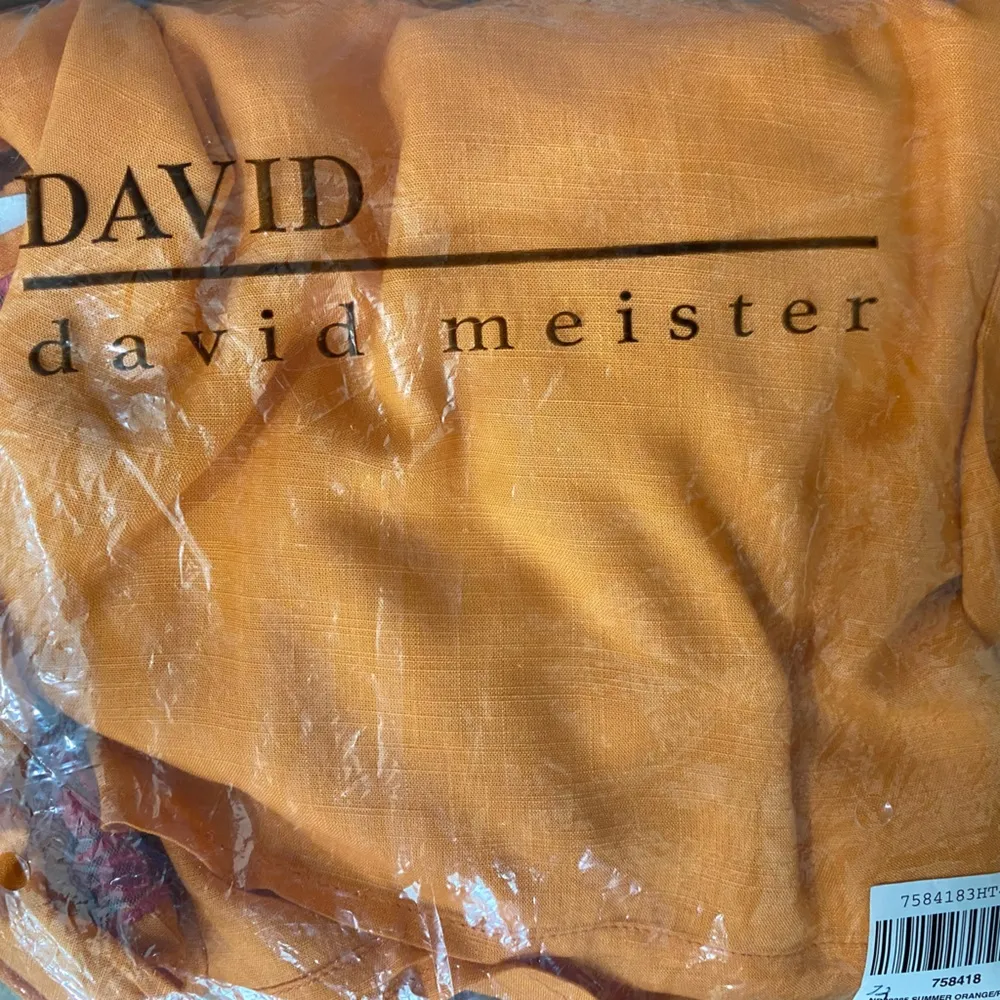 DAVID
david meister
7584183HT
758418
SUMMER ORANGE/